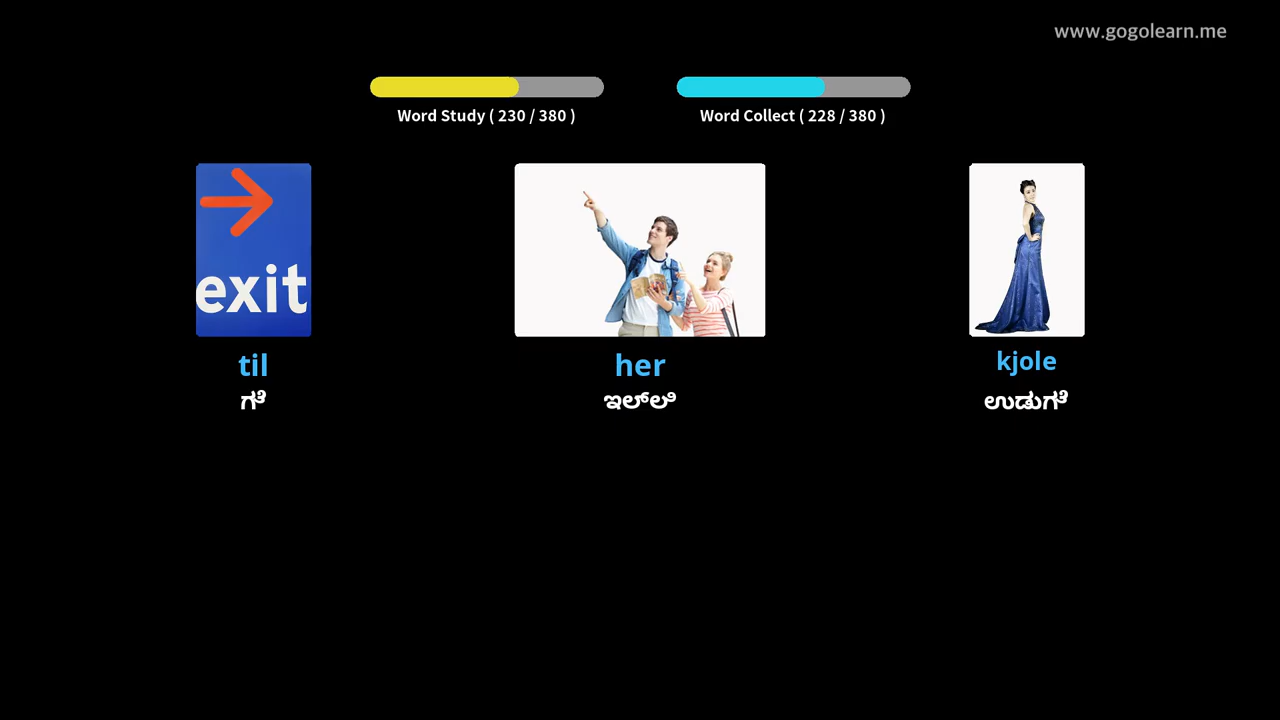 www.gogolearn.me
Word Study ( 230 / 380 )
Word Collect ( 228 / 380 )
exit
til
her
kjole
ಗೆ
ಇಲ್ಲಿ
ಉಡುಗೆ